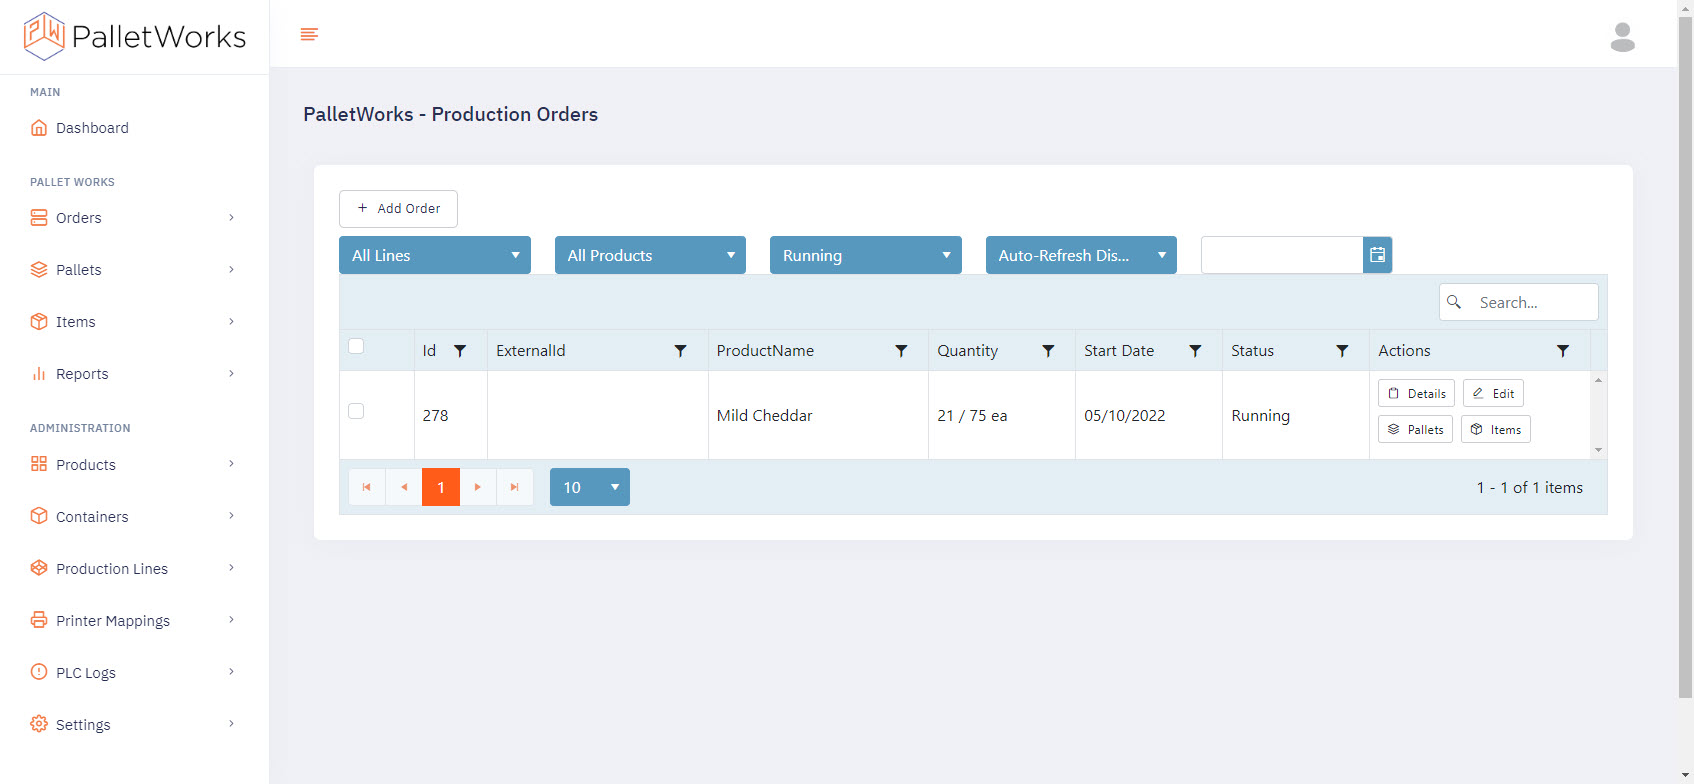 PW PalletWorks
MAIN
Dashboard
PALLET WORKS
Orders
Pallets
Items
Reports
ADMINISTRATION
Products
Containers
Production Lines
Printer Mappings
PLC Logs
Settings
PalletWorks - Production Orders
+ Add Order
All Lines
All Products
Running
Auto-Refresh Dis...
Search...
Id ExternalId ProductName Quantity Start Date Status Actions
278 Mild Cheddar 21 / 75 ea 05/10/2022 Running
Details Edit
Pallets Items
1 10 1 - 1 of 1 items